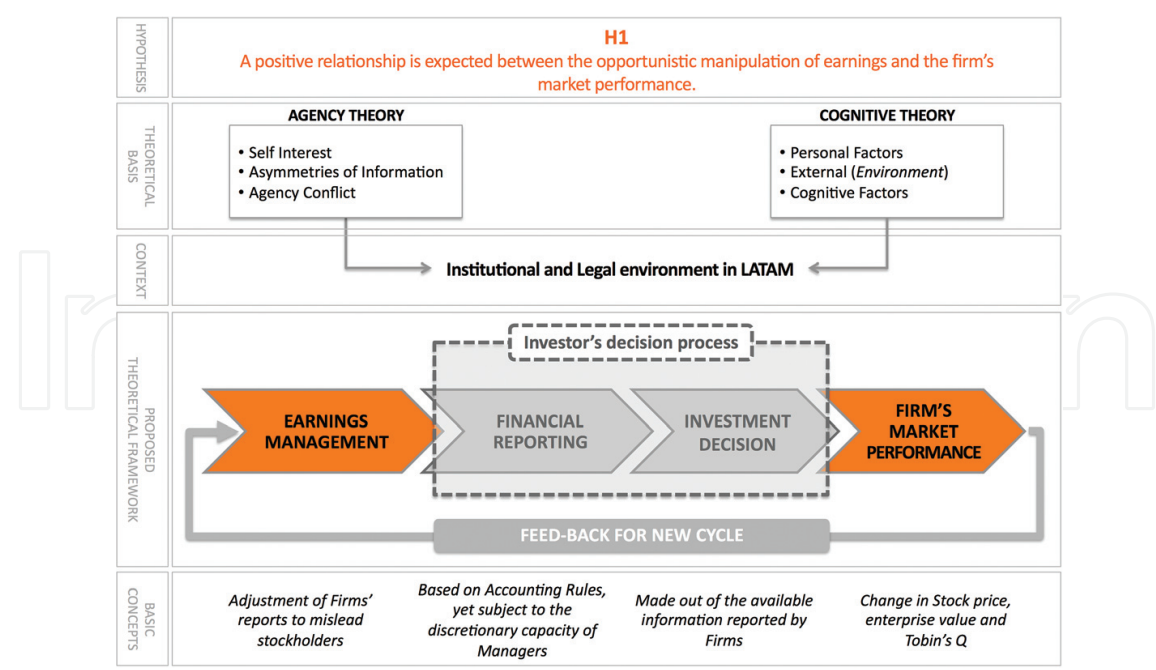 HYPOTHESIS
H1
A positive relationship is expected between the opportunistic manipulation of earnings and the firm's
market performance.
THEORETICAL
BASIS
AGENCY THEORY
• Self Interest
• Asymmetries of Information
• Agency Conflict
COGNITIVE THEORY
• Personal Factors
• External (Environment)
• Cognitive Factors
CONTEXT
Institutional and Legal environment in LATAM
PROPOSED
THEORETICAL FRAMEWORK
Investor's decision process
EARNINGS
MANAGEMENT
FINANCIAL
REPORTING
INVESTMENT
DECISION
FIRM'S
MARKET
PERFORMANCE
FEED-BACK FOR NEW CYCLE
BASIC
CONCEPTS
Adjustment of Firms'
reports to mislead
stockholders
Based on Accounting Rules,
yet subject to the
discretionary capacity of
Managers
Made out of the available
information reported by
Firms
Change in Stock price,
enterprise value and
Tobin's Q